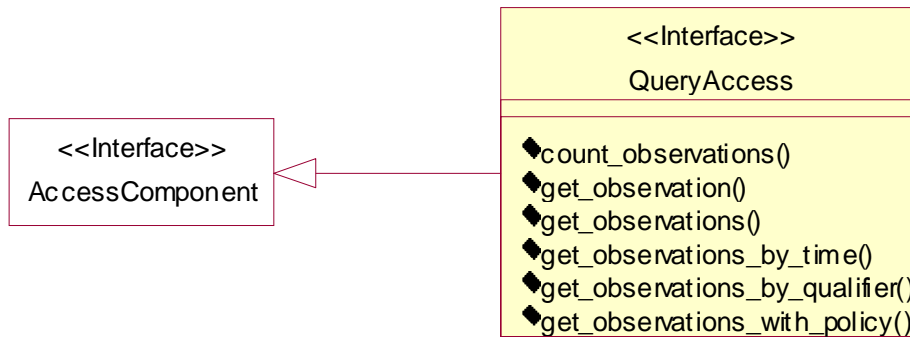 <<Interface>>
AccessComponent
<<Interface>>
QueryAccess
count_observations()
get_observation()
get_observations()
get_observations_by_time()
get_observations_by_qualifier()
get_observations_with_policy()